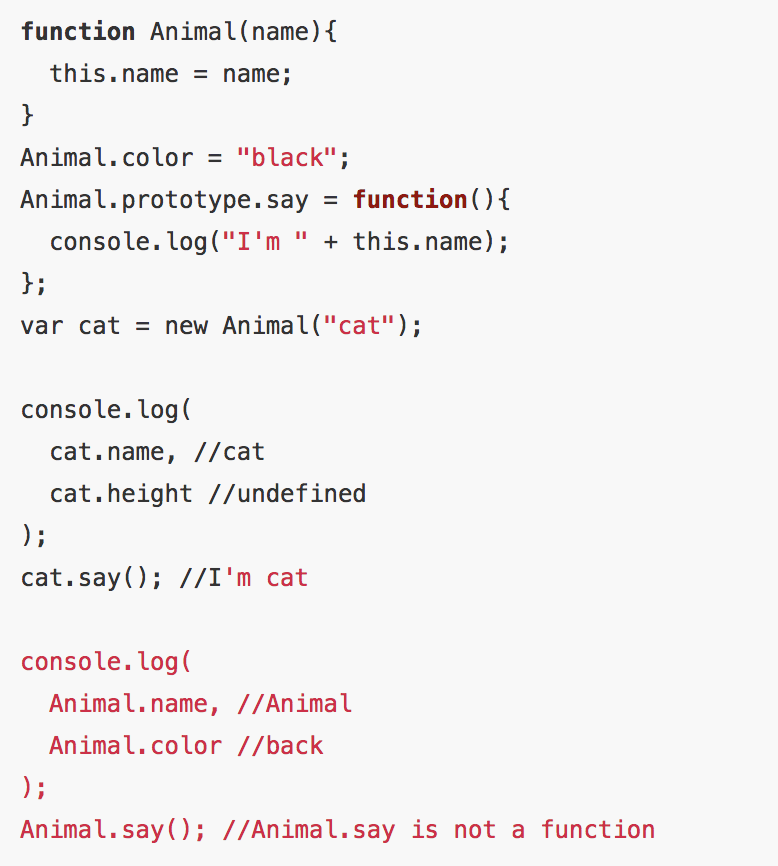 function Animal(name){
  this.name = name;
}
Animal.color = "black";
Animal.prototype.say = function(){
  console.log("I'm " + this.name);
};
var cat = new Animal("cat");

console.log(
  cat.name, //cat
  cat.height //undefined
);
cat.say(); //I'm cat

console.log(
  Animal.name, //Animal
  Animal.color //back
);
Animal.say(); //Animal.say is not a function